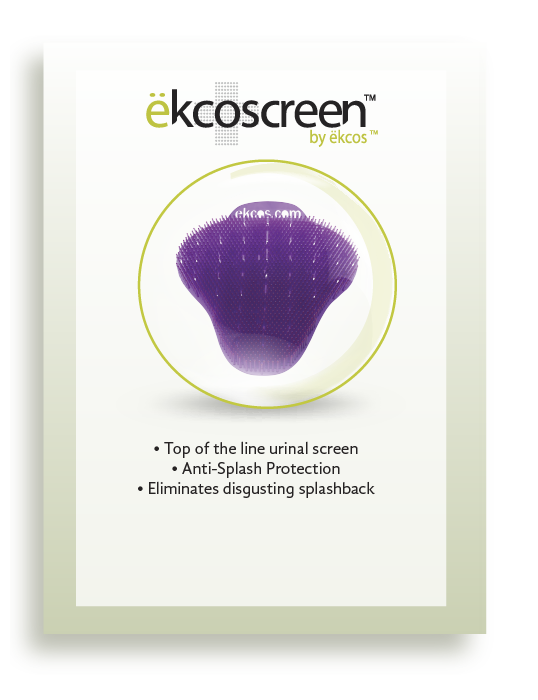 ëkcoscreen™
by ëkcos™
ekcos.com
• Top of the line urinal screen
• Anti-Splash Protection
• Eliminates disgusting splashback